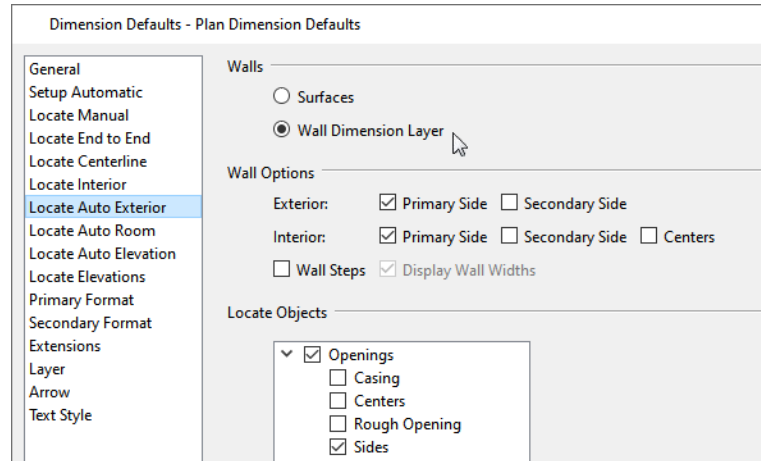 Dimension Defaults - Plan Dimension Defaults
General
Setup Automatic
Locate Manual
Locate End to End
Locate Centerline
Locate Interior
Locate Auto Exterior
Locate Auto Room
Locate Auto Elevation
Locate Elevations
Primary Format
Secondary Format
Extensions
Layer
Arrow
Text Style
Walls
Surfaces
Wall Dimension Layer
Wall Options
Exterior: Primary Side Secondary Side
Interior: Primary Side Secondary Side Centers
Wall Steps Display Wall Widths
Locate Objects
Openings
Casing
Centers
Rough Opening
Sides